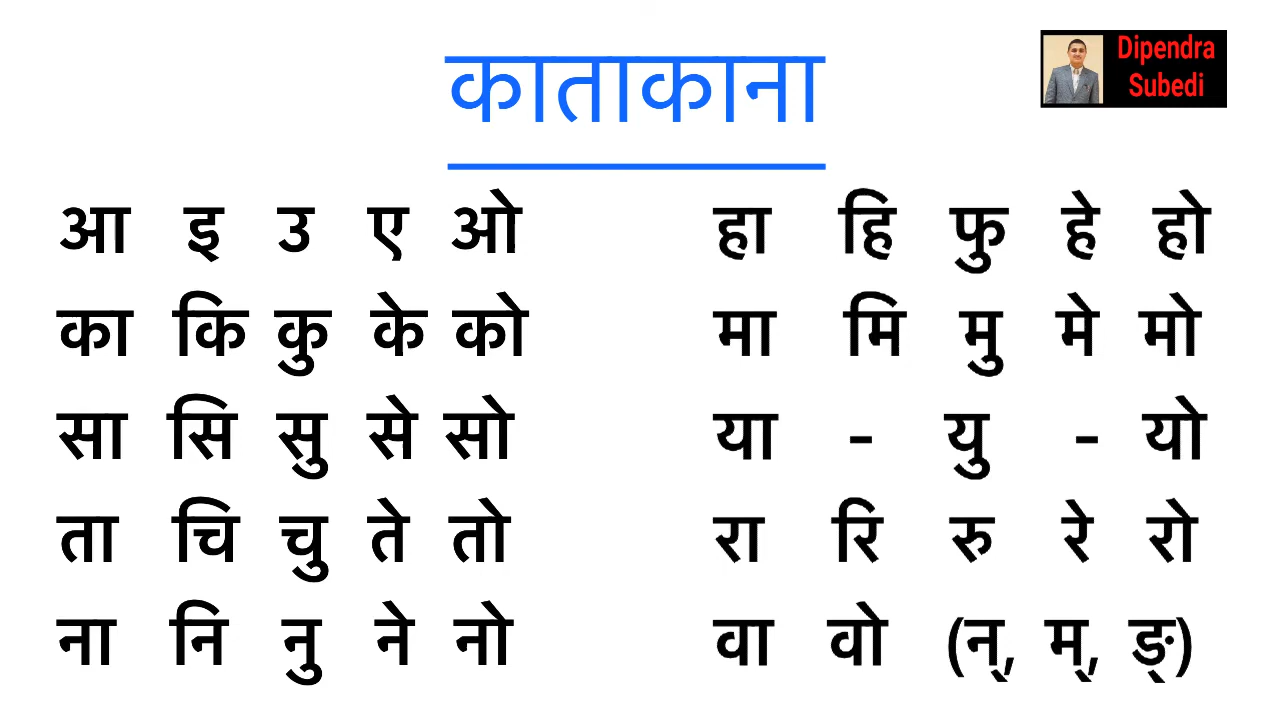 काताकाना
Dipendra
Subedi
आ इ उ ए ओ
का कि कु के को
सा सि सु से सो
ता चि चु ते तो
ना नि नु ने नो
हा हि फु हे हो
मा मि मु मे मो
या - यु - यो
रा रि रु रे रो
वा वो (न्, म्, ङ्)